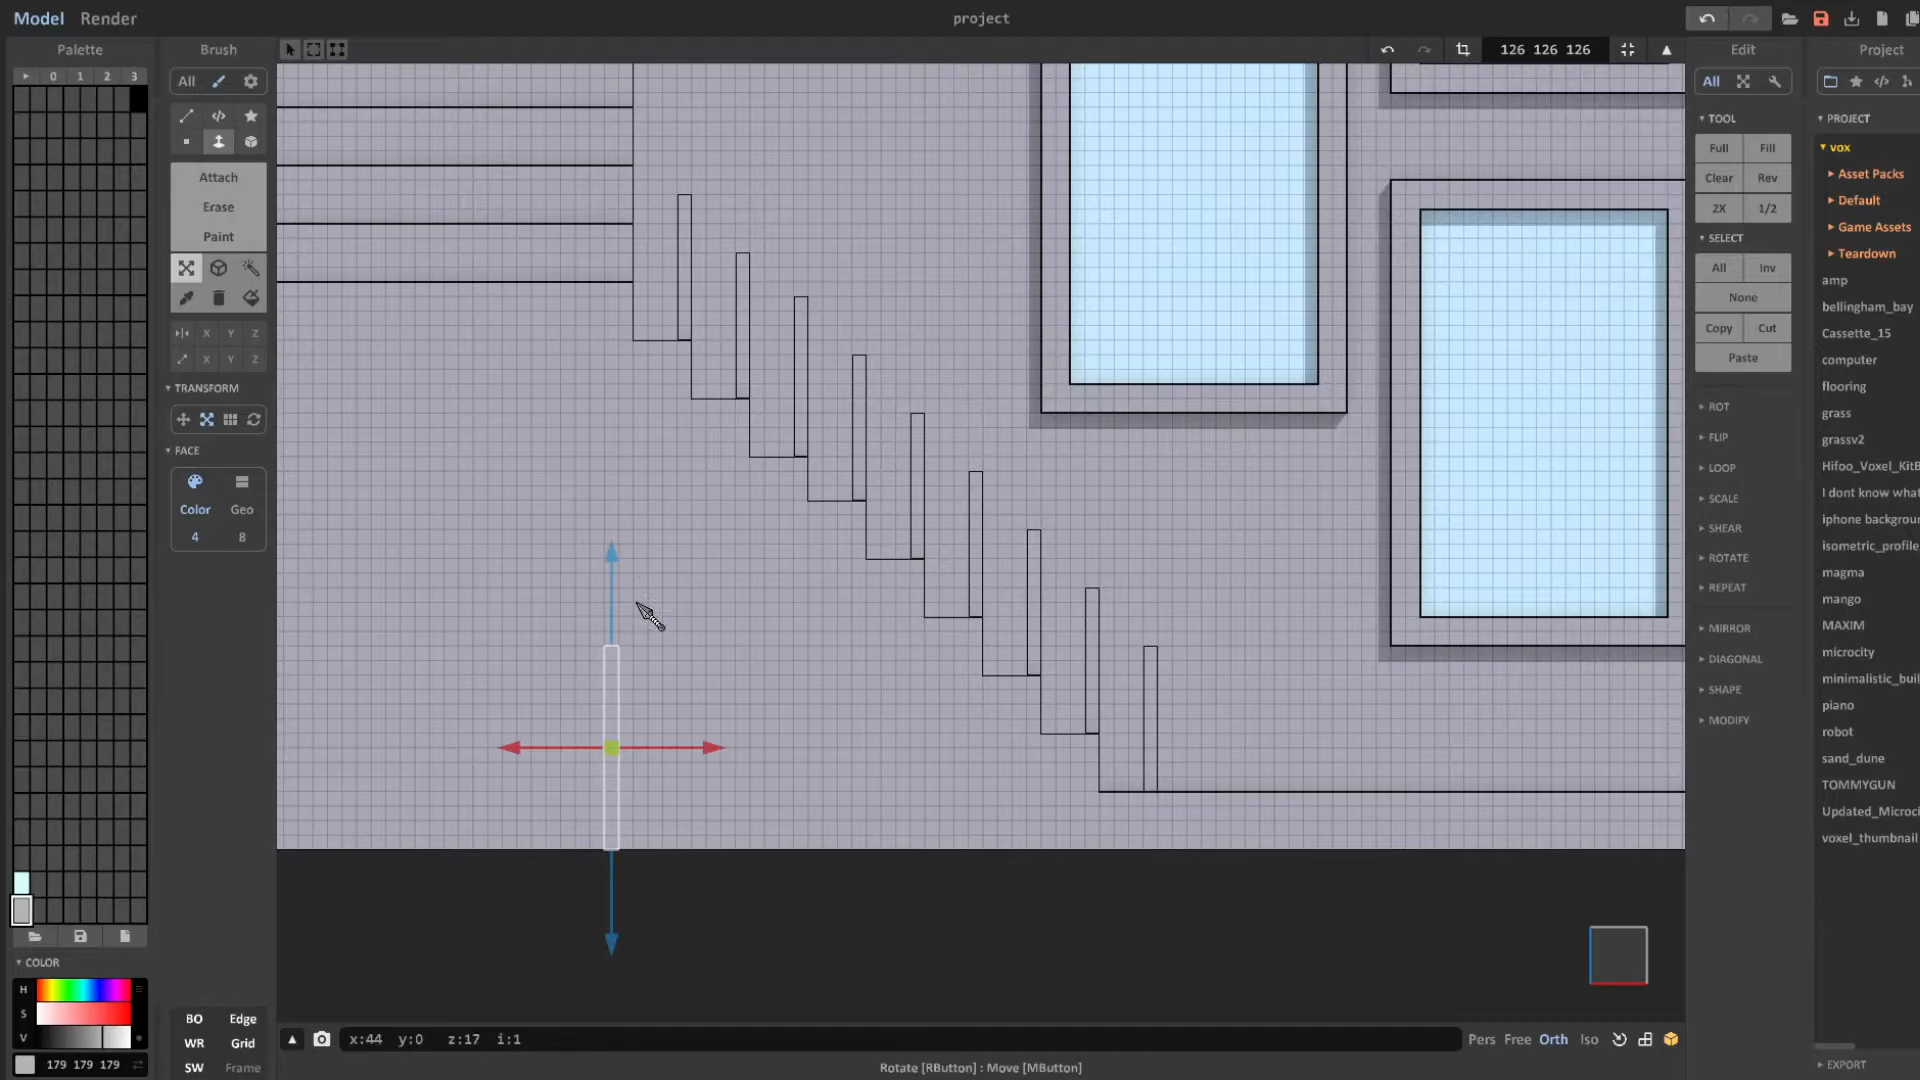 Model Render
project
Palette
Brush
126 126 126
Edit
Project
0 1 2 3
All
All
TOOL
PROJECT
Full Fill
vox
Attach
Clear Rev
Asset Packs
Erase
2X 1/2
Default
Paint
SELECT
Game Assets
All Inv
Teardown
None
amp
Copy Cut
bellingham_bay
Paste
Cassette_15
X Y Z
computer
X Y Z
flooring
TRANSFORM
ROT
grass
FLIP
grassv2
FACE
LOOP
Hifoo_Voxel_KitB
SCALE
I dont know what
Color Geo
SHEAR
iphone backgroun
4 8
ROTATE
isometric_profile
REPEAT
magma
MIRROR
mango
DIAGONAL
MAXIM
SHAPE
microcity
MODIFY
minimalistic_buil
piano
robot
sand_dune
TOMMYGUN
Updated_Microci
voxel_thumbnail
COLOR
H
S
V
179 179 179
BO Edge
WR Grid
SW Frame
x:44 y:0 z:17 i:1
Pers Free Orth Iso
Rotate [RButton] : Move [MButton]
EXPORT